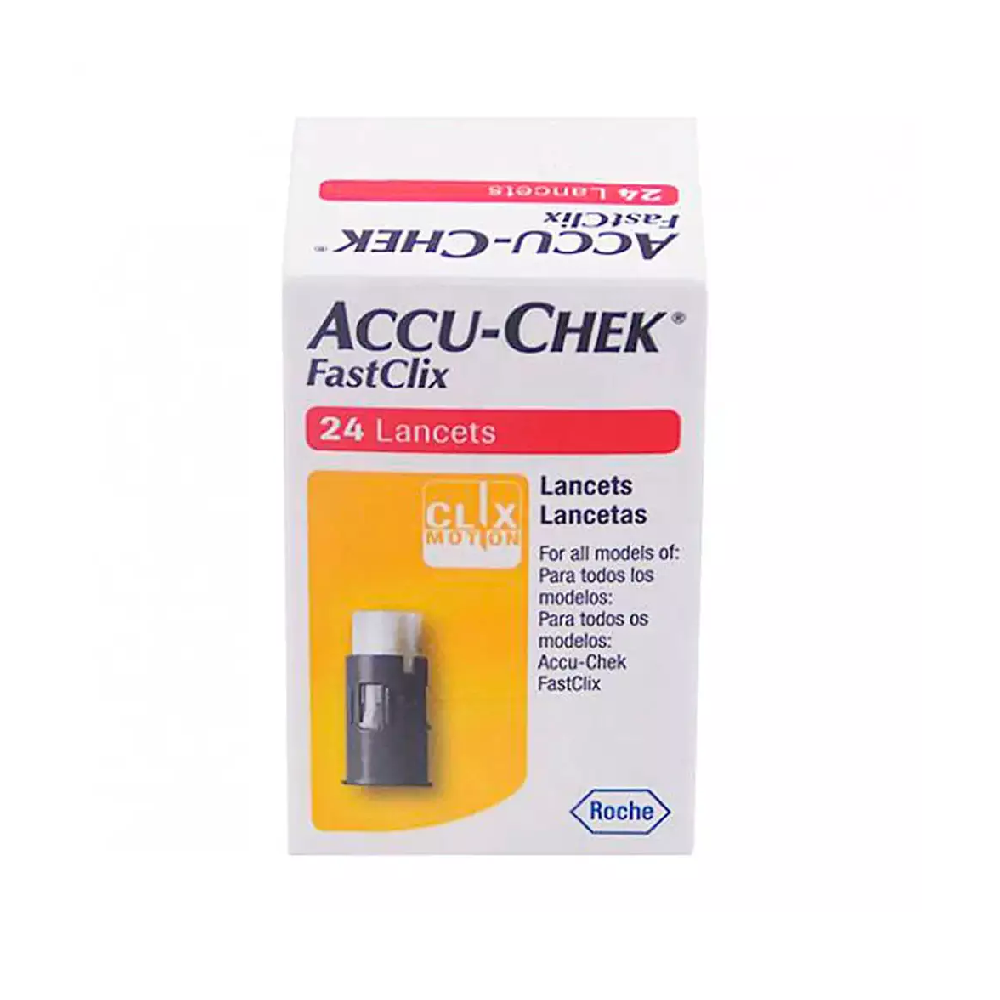 24 Lancets
FastClix
ACCU-CHEK®
ACCU-CHEK®
FastClix
24 Lancets
CLIX
MOTION
Lancets
Lancetas
For all models of:
Para todos los
modelos:
Para todos os
modelos:
Accu-Chek
FastClix
Roche